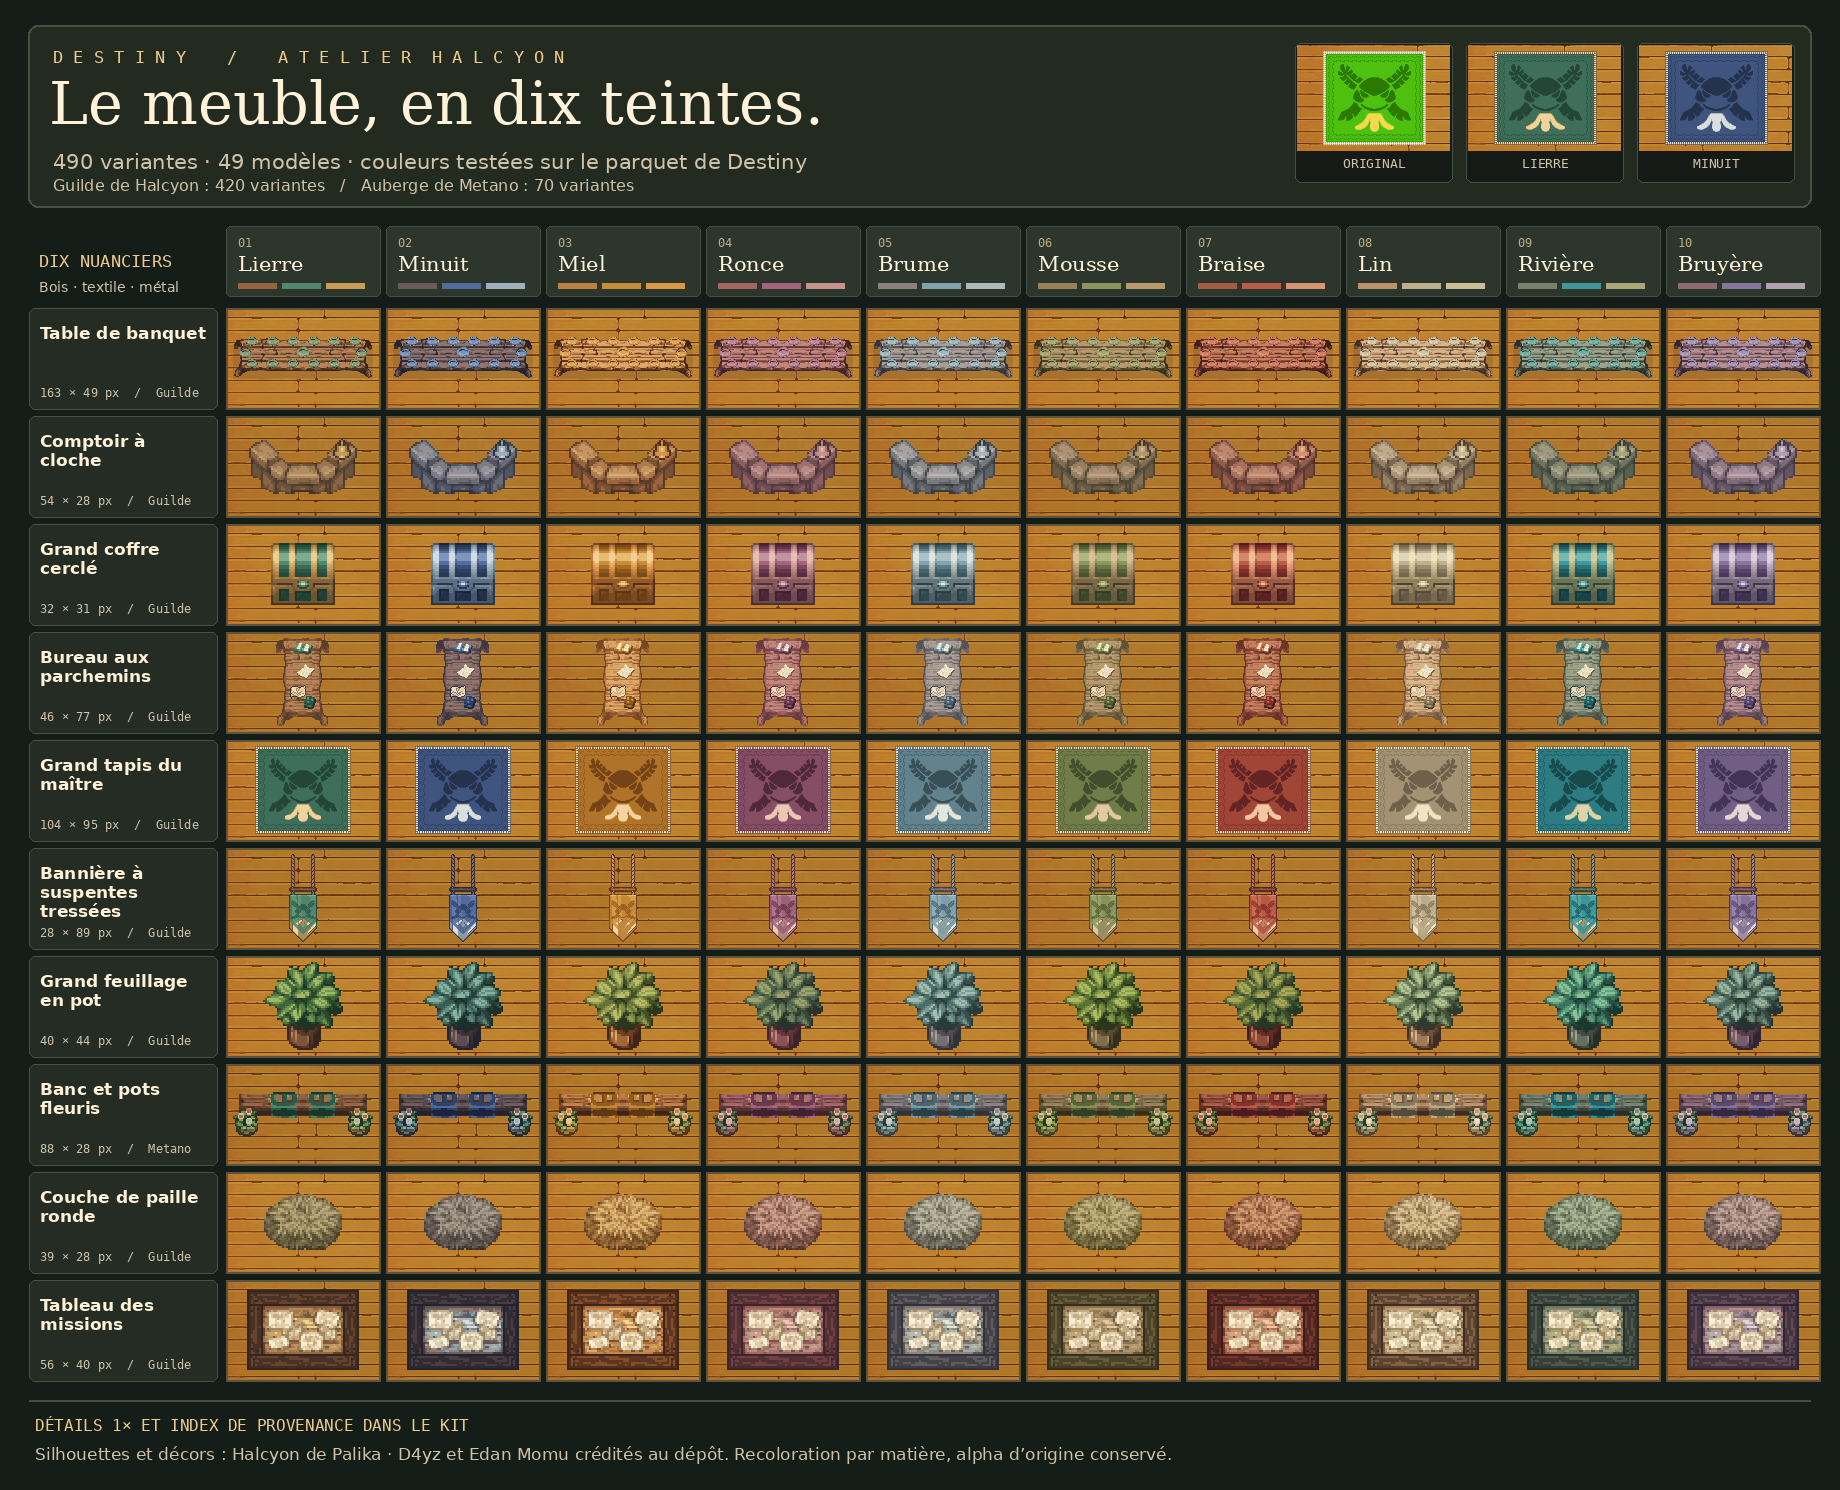 DESTINY / ATELIER HALCYON
Le meuble, en dix teintes.
490 variantes · 49 modèles · couleurs testées sur le parquet de Destiny
Guilde de Halcyon : 420 variantes / Auberge de Metano : 70 variantes
ORIGINAL
LIERRE
MINUIT
DIX NUANCIERS
Bois · textile · métal
01
Lierre
02
Minuit
03
Miel
04
Ronce
05
Brume
06
Mousse
07
Braise
08
Lin
09
Rivière
10
Bruyère
Table de banquet
163 × 49 px / Guilde
Comptoir à
cloche
54 × 28 px / Guilde
Grand coffre
cerclé
32 × 31 px / Guilde
Bureau aux
parchemins
46 × 77 px / Guilde
Grand tapis du
maître
104 × 95 px / Guilde
Bannière à
suspentes
tressées
28 × 89 px / Guilde
Grand feuillage
en pot
40 × 44 px / Guilde
Banc et pots
fleuris
88 × 28 px / Metano
Couche de paille
ronde
39 × 28 px / Guilde
Tableau des
missions
56 × 40 px / Guilde
DÉTAILS 1× ET INDEX DE PROVENANCE DANS LE KIT
Silhouettes et décors : Halcyon de Palika · D4yz et Edan Momu crédités au dépôt. Recoloration par matière, alpha d’origine conservé.